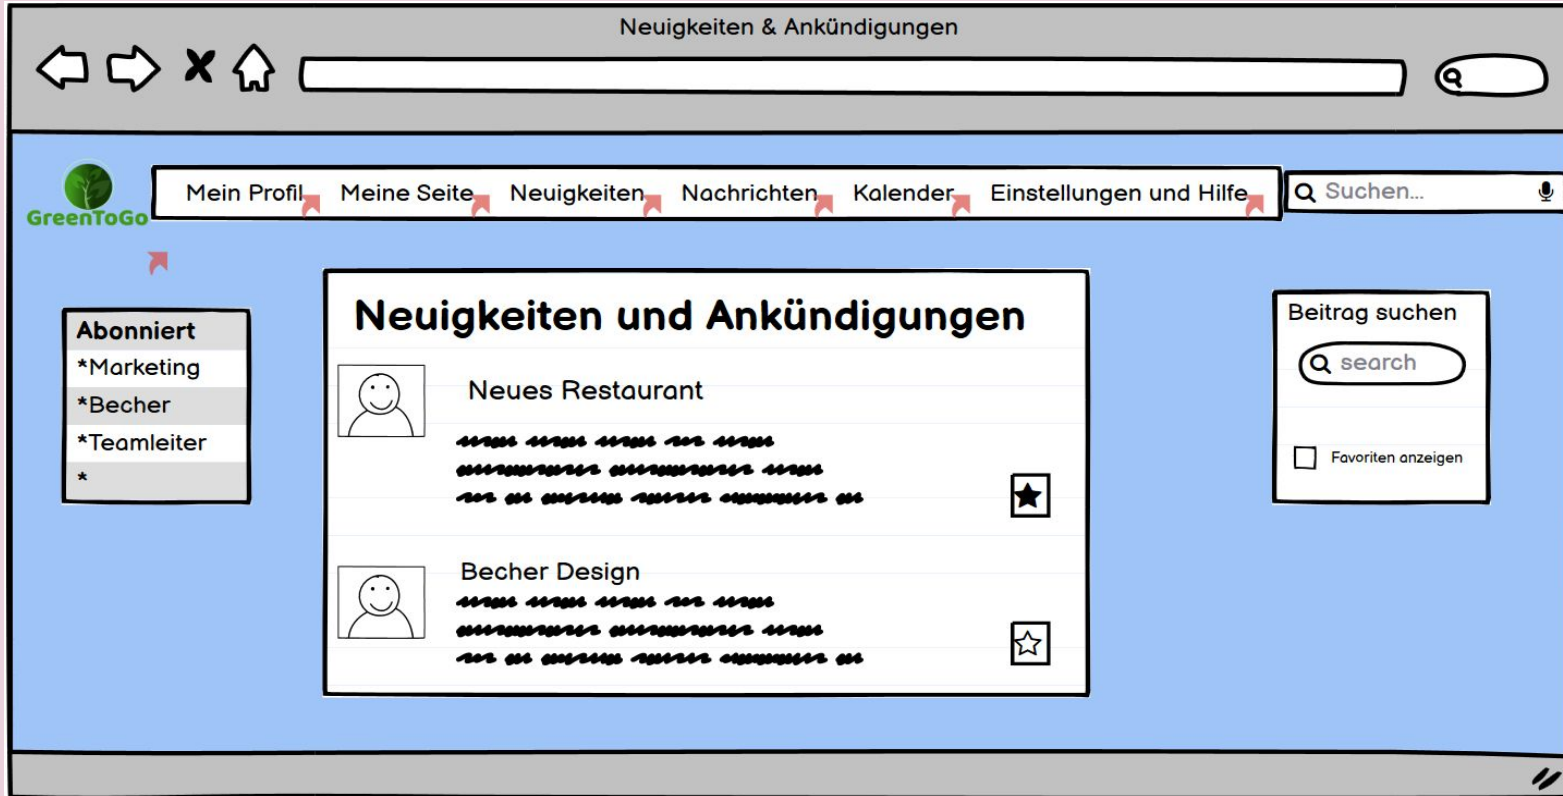 Neuigkeiten & Ankündigungen
GreenToGo
Mein Profil Meine Seite Neuigkeiten Nachrichten Kalender Einstellungen und Hilfe
Suchen...
Abonniert
*Marketing
*Becher
*Teamleiter
*
Neuigkeiten und Ankündigungen
Neues Restaurant
Becher Design
Beitrag suchen
search
Favoriten anzeigen